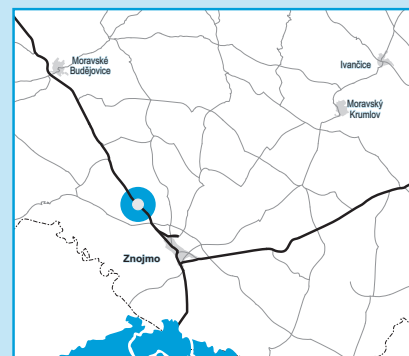 Moravské
Budějovice
Ivančice
Moravský
Krumlov
Znojmo